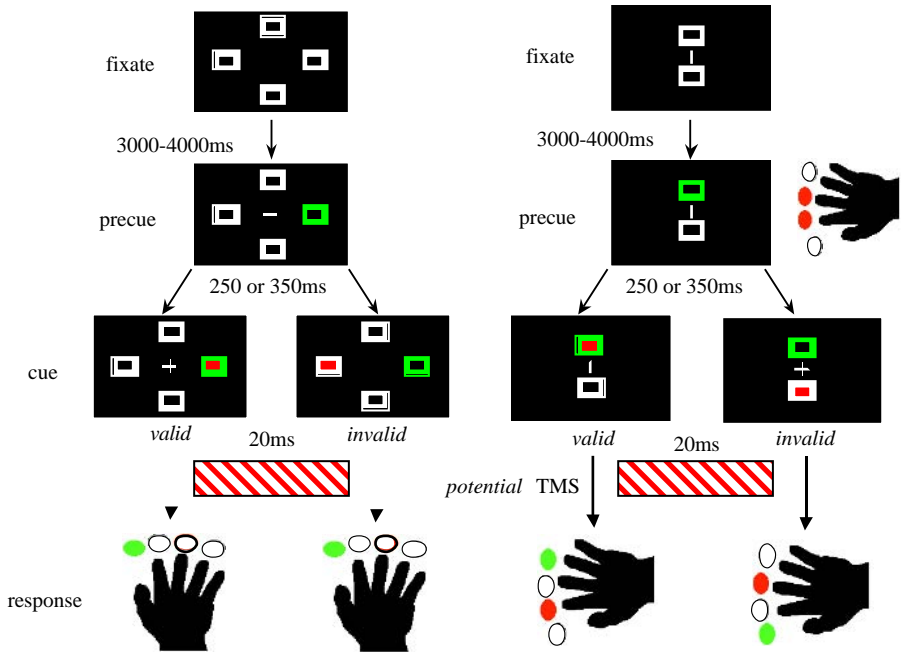 fixate
3000-4000ms
precue
250 or 350ms
cue
valid
invalid
20ms
response
fixate
3000-4000ms
precue
250 or 350ms
valid
invalid
20ms
potential TMS